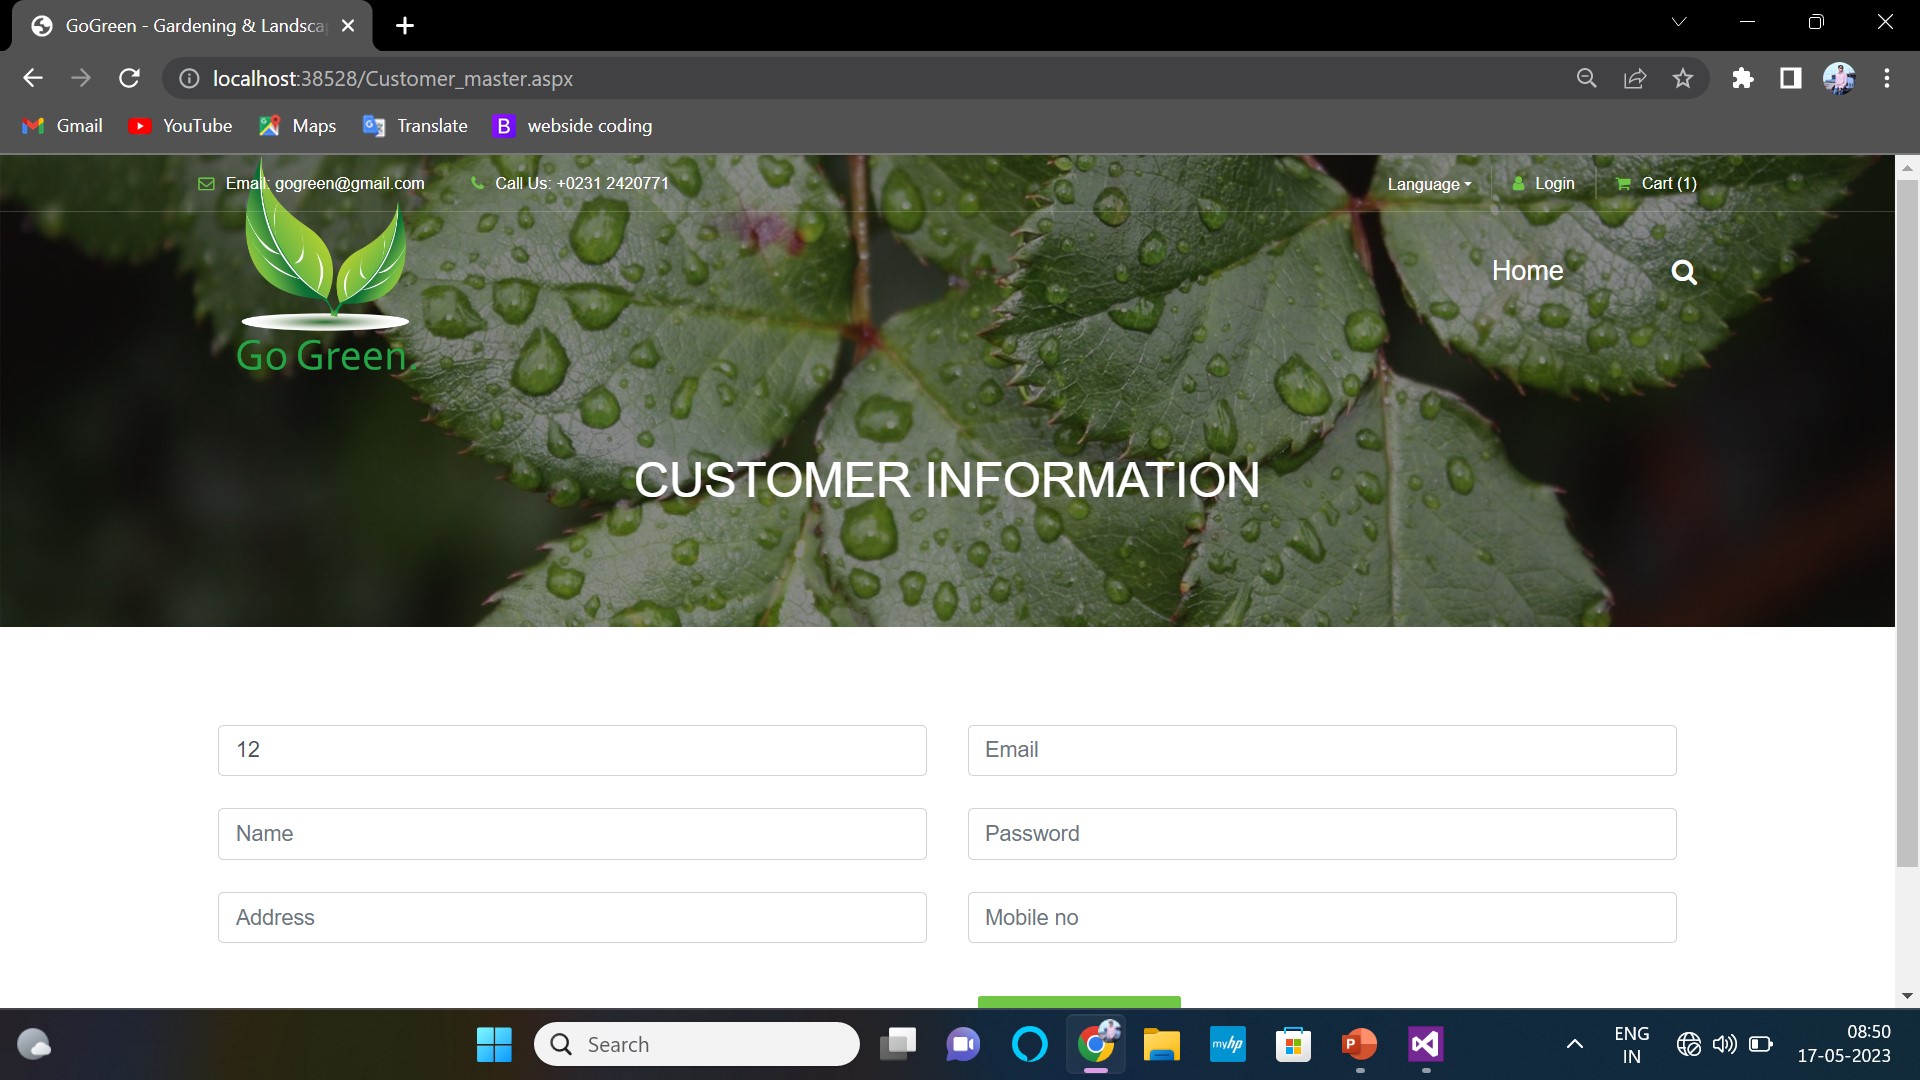 GoGreen - Gardening & Landsca
localhost:38528/Customer_master.aspx
Gmail
YouTube
Maps
Translate
B
webside coding
Email: gogreen@gmail.com
Call Us: +0231 2420771
Language
Login
Cart (1)
Home
Go Green.
CUSTOMER INFORMATION
12
Email
Name
Password
Address
Mobile no
Search
myhp
P
ENG
IN
08:50
17-05-2023